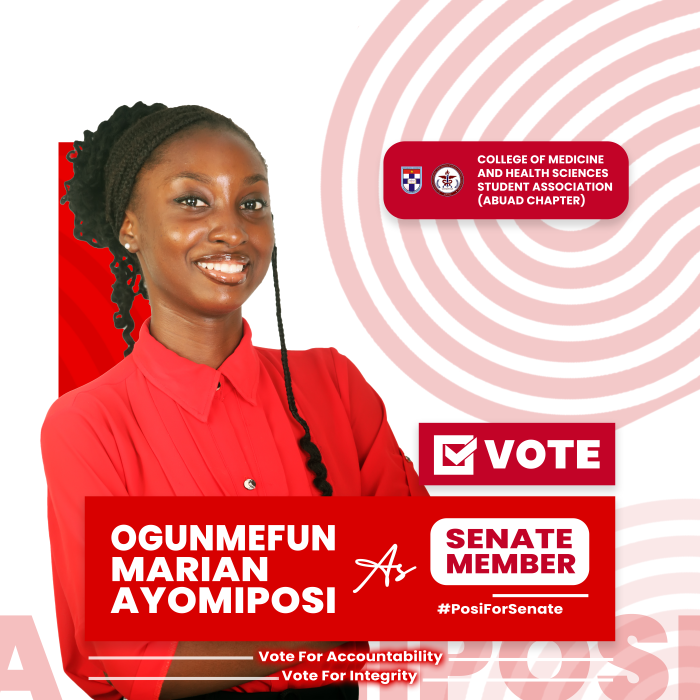 COLLEGE OF MEDICINE
AND HEALTH SCIENCES
STUDENT ASSOCIATION
(ABUAD CHAPTER)
VOTE
OGUNMEFUN
MARIAN
AYOMIPOSI
As
SENATE
MEMBER
#PosiForSenate
Vote For Accountability
Vote For Integrity